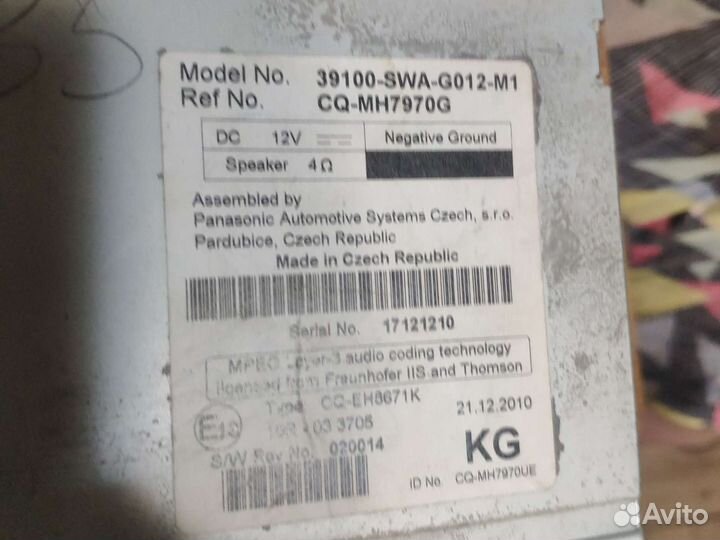 Model No. 39100-SWA-G012-M1
Ref No. CQ-MH7970G
DC 12V Negative Ground
Speaker 4Ω
Assembled by
Panasonic Automotive Systems Czech, s.r.o.
Pardubice, Czech Republic
Made in Czech Republic
Serial No. 17121210
MPEG Layer-3 audio coding technology
licensed from Fraunhofer IIS and Thomson
Type CQ-EH8671K
21.12.2010
10R - 03 3705
S/W Rev No. 020014
KG
ID No. CQ-MH7970UE
Avito